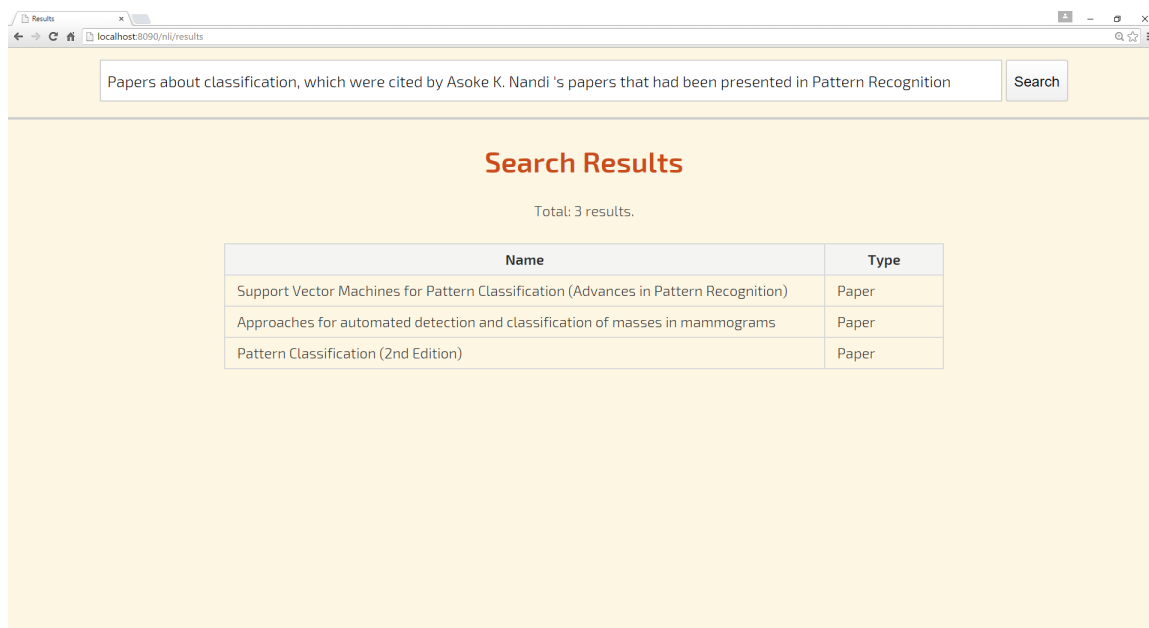 Results
localhost:8090/nli/results
Papers about classification, which were cited by Asoke K. Nandi 's papers that had been presented in Pattern Recognition
Search
Search Results
Total: 3 results.
Name Type
Support Vector Machines for Pattern Classification (Advances in Pattern Recognition) Paper
Approaches for automated detection and classification of masses in mammograms Paper
Pattern Classification (2nd Edition) Paper